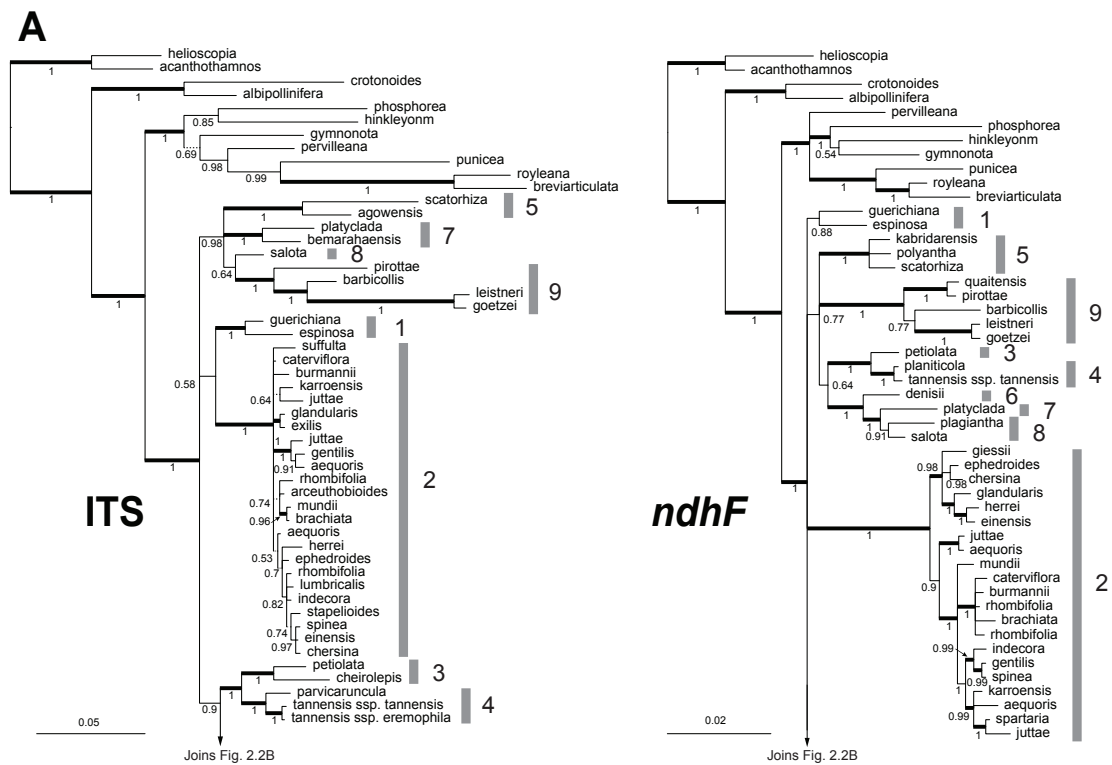 A
helioscopia
acanthothamnos
1
crotonoides
albipollinifera
1
phosphorea
hinkleyonm
0.85
1
gymnonota
0.69
pervilleana
0.98
punicea
0.99
royleana
1
breviarticulata
1
scatorhiza
5
1
agowensis
platyclada
7
0.98
1
bemarahaensis
salota
8
0.64
pirottae
1
barbicollis
9
1
leistneri
1
goetzei
1
guerichiana
1
1
espinosa
suffulta
caterviflora
0.58
burmannii
karroensis
0.64
juttae
glandularis
1
exilis
1
juttae
1
gentilis
0.91
aequoris
2
rhombifolia
0.74
arceuthobioides
mundii
0.96
brachiata
aequoris
0.53
herrei
0.7
ephedroides
rhombifolia
lumbricalis
0.82
indecora
stapelioides
0.74
spinea
0.97
einensis
chersina
petiolata
3
1
cheirolepis
1
parvicaruncula
4
0.9
1
tannensis ssp. tannensis
1
tannensis ssp. eremophila
1
ITS
0.05
Joins Fig. 2.2B
helioscopia
1
acanthothamnos
crotonoides
1
albipollinifera
pervilleana
phosphorea
1
hinkleyonm
1
0.54
gymnonota
punicea
1
royleana
1
breviarticulata
1
guerichiana
1
0.88
espinosa
kabridarensis
polyantha
5
1
scatorhiza
quaitensis
1
pirottae
0.77
1
barbicollis
9
0.77
leistneri
1
goetzei
1
petiolata
3
1
planiticola
4
0.64
1
tannensis ssp. tannensis
denisii
6
1
platyclada
7
1
plagiantha
8
0.91
salota
giessii
0.98
ephedroides
0.98
chersina
glandularis
1
herrei
1
einensis
1
juttae
1
aequoris
0.9
mundii
caterviflora
burmannii
2
1
rhombifolia
brachiata
1
rhombifolia
0.99
indecora
gentilis
0.99
spinea
1
karroensis
aequoris
0.99
spartaria
1
juttae
1
ndhF
0.02
Joins Fig. 2.2B